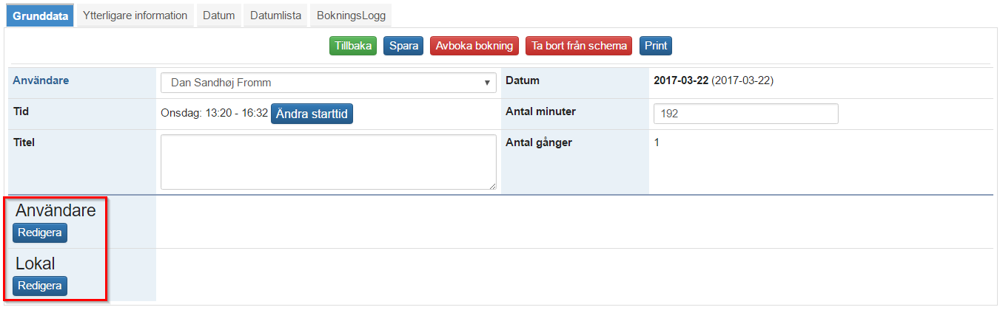 Grunddata Ytterligare information Datum Datumlista BokningsLogg
Tillbaka Spara Avboka bokning Ta bort från schema Print
Användare Dan Sandhøj Fromm Datum 2017-03-22 (2017-03-22)
Tid Onsdag: 13:20 - 16:32 Ändra starttid Antal minuter 192
Titel Antal gånger 1
Användare
Redigera
Lokal
Redigera